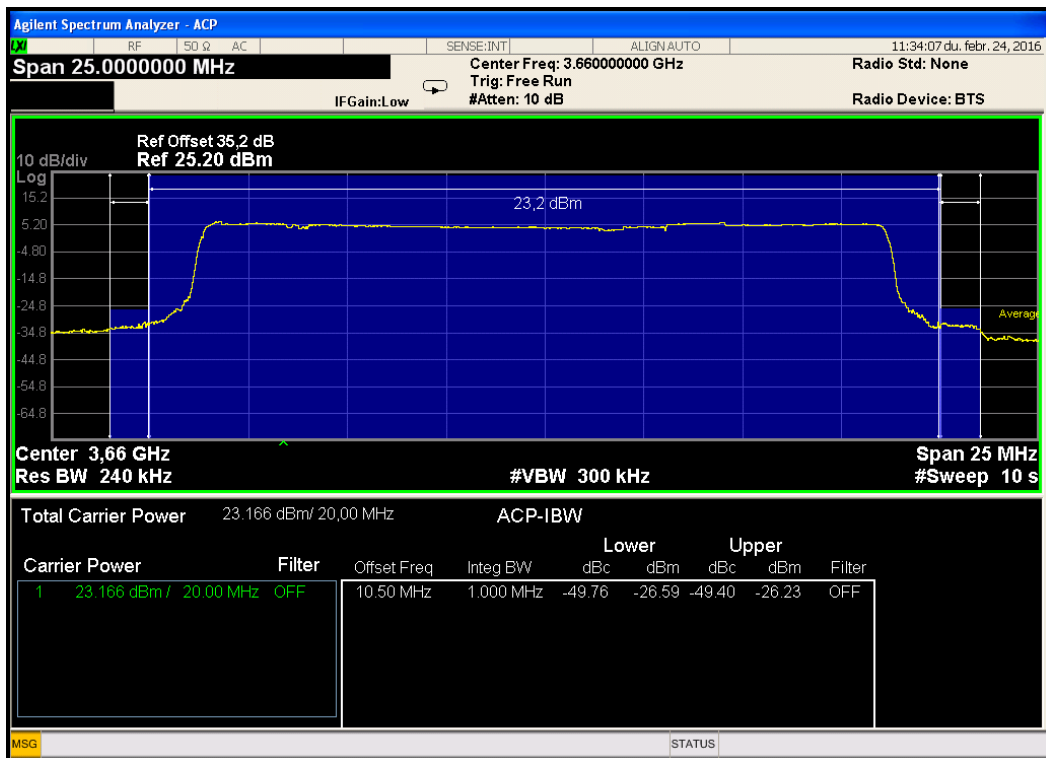 Agilent Spectrum Analyzer - ACP
LXI RF 50 Ω AC SENSE:INT ALIGN AUTO 11:34:07 du. febr. 24, 2016
Span 25.0000000 MHz Center Freq: 3.660000000 GHz Radio Std: None
Trig: Free Run
IFGain:Low #Atten: 10 dB Radio Device: BTS
Ref Offset 35,2 dB
10 dB/div Ref 25.20 dBm
Log
15.2
23,2 dBm
5.20
-4.80
-14.8
-24.8
Average
-34.8
-44.8
-54.8
-64.8
Center 3,66 GHz Span 25 MHz
Res BW 240 kHz #VBW 300 kHz #Sweep 10 s
Total Carrier Power 23.166 dBm/ 20,00 MHz ACP-IBW
Lower Upper
Carrier Power Filter Offset Freq Integ BW dBc dBm dBc dBm Filter
1 23.166 dBm / 20.00 MHz OFF 10.50 MHz 1.000 MHz -49.76 -26.59 -49.40 -26.23 OFF
MSG STATUS